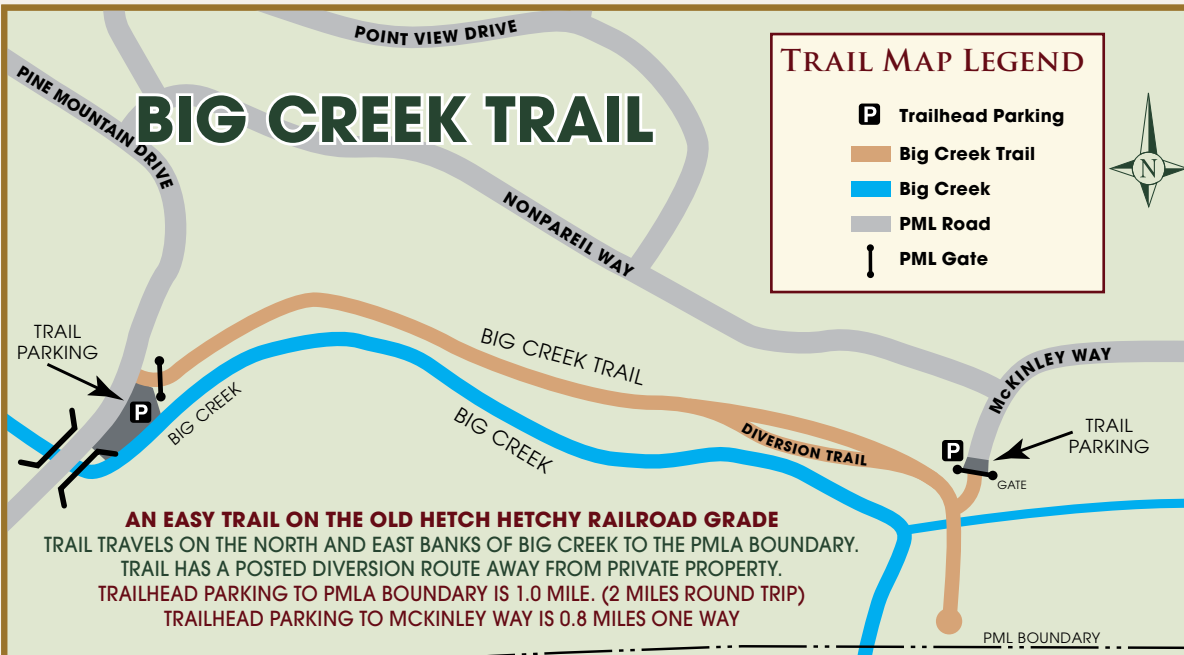 POINT VIEW DRIVE
PINE MOUNTAIN DRIVE
BIG CREEK TRAIL
TRAIL MAP LEGEND
P Trailhead Parking
Big Creek Trail
Big Creek
PML Road
PML Gate
N
NONPAREIL WAY
TRAIL
PARKING
P
BIG CREEK
BIG CREEK TRAIL
BIG CREEK
DIVERSION TRAIL
McKINLEY WAY
P
TRAIL
PARKING
GATE
AN EASY TRAIL ON THE OLD HETCH HETCHY RAILROAD GRADE
TRAIL TRAVELS ON THE NORTH AND EAST BANKS OF BIG CREEK TO THE PMLA BOUNDARY.
TRAIL HAS A POSTED DIVERSION ROUTE AWAY FROM PRIVATE PROPERTY.
TRAILHEAD PARKING TO PMLA BOUNDARY IS 1.0 MILE. (2 MILES ROUND TRIP)
TRAILHEAD PARKING TO MCKINLEY WAY IS 0.8 MILES ONE WAY
PML BOUNDARY